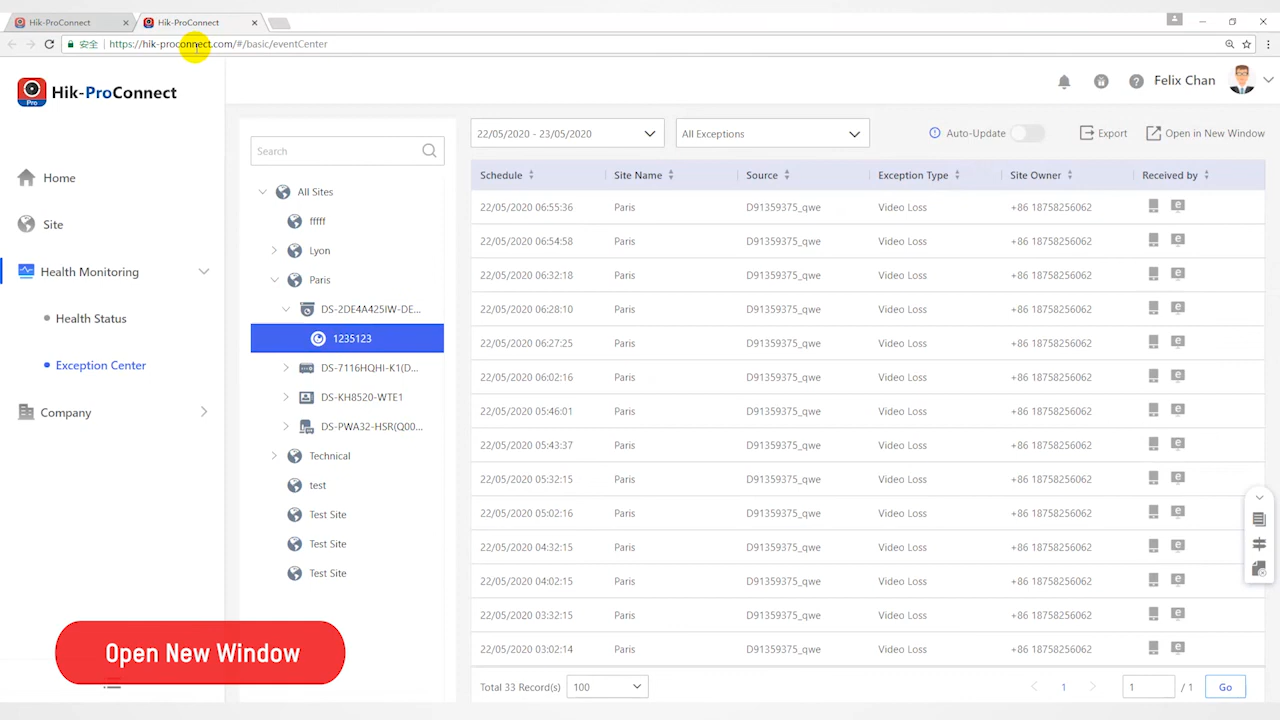 Hik-ProConnect
Hik-ProConnect
安全 https://hik-proconnect.com/#/basic/eventCenter
Pro
Hik-ProConnect
Felix Chan
Home
Site
Health Monitoring
Health Status
Exception Center
Company
Search
All Sites
fffff
Lyon
Paris
DS-2DE4A425IW-DE...
1235123
DS-7116HQHI-K1(D...
DS-KH8520-WTE1
DS-PWA32-HSR(Q00...
Technical
test
Test Site
Test Site
Test Site
22/05/2020 - 23/05/2020
All Exceptions
Auto-Update
Export
Open in New Window
Schedule Site Name Source Exception Type Site Owner Received by
22/05/2020 06:55:36 Paris D91359375_qwe Video Loss +86 18758256062
22/05/2020 06:54:58 Paris D91359375_qwe Video Loss +86 18758256062
22/05/2020 06:32:18 Paris D91359375_qwe Video Loss +86 18758256062
22/05/2020 06:28:10 Paris D91359375_qwe Video Loss +86 18758256062
22/05/2020 06:27:25 Paris D91359375_qwe Video Loss +86 18758256062
22/05/2020 06:02:16 Paris D91359375_qwe Video Loss +86 18758256062
22/05/2020 05:46:01 Paris D91359375_qwe Video Loss +86 18758256062
22/05/2020 05:43:37 Paris D91359375_qwe Video Loss +86 18758256062
22/05/2020 05:32:15 Paris D91359375_qwe Video Loss +86 18758256062
22/05/2020 05:02:16 Paris D91359375_qwe Video Loss +86 18758256062
22/05/2020 04:32:15 Paris D91359375_qwe Video Loss +86 18758256062
22/05/2020 04:02:15 Paris D91359375_qwe Video Loss +86 18758256062
22/05/2020 03:32:15 Paris D91359375_qwe Video Loss +86 18758256062
22/05/2020 03:02:14 Paris D91359375_qwe Video Loss +86 18758256062
Total 33 Record(s) 100
1 1 / 1 Go
Open New Window